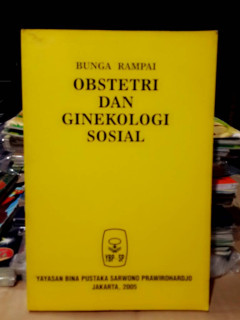 BUNGA RAMPAI
OBSTETRI
DAN
GINEKOLOGI
SOSIAL
YBP-SP
YAYASAN BINA PUSTAKA SARWONO PRAWIROHARDJO
JAKARTA, 2005